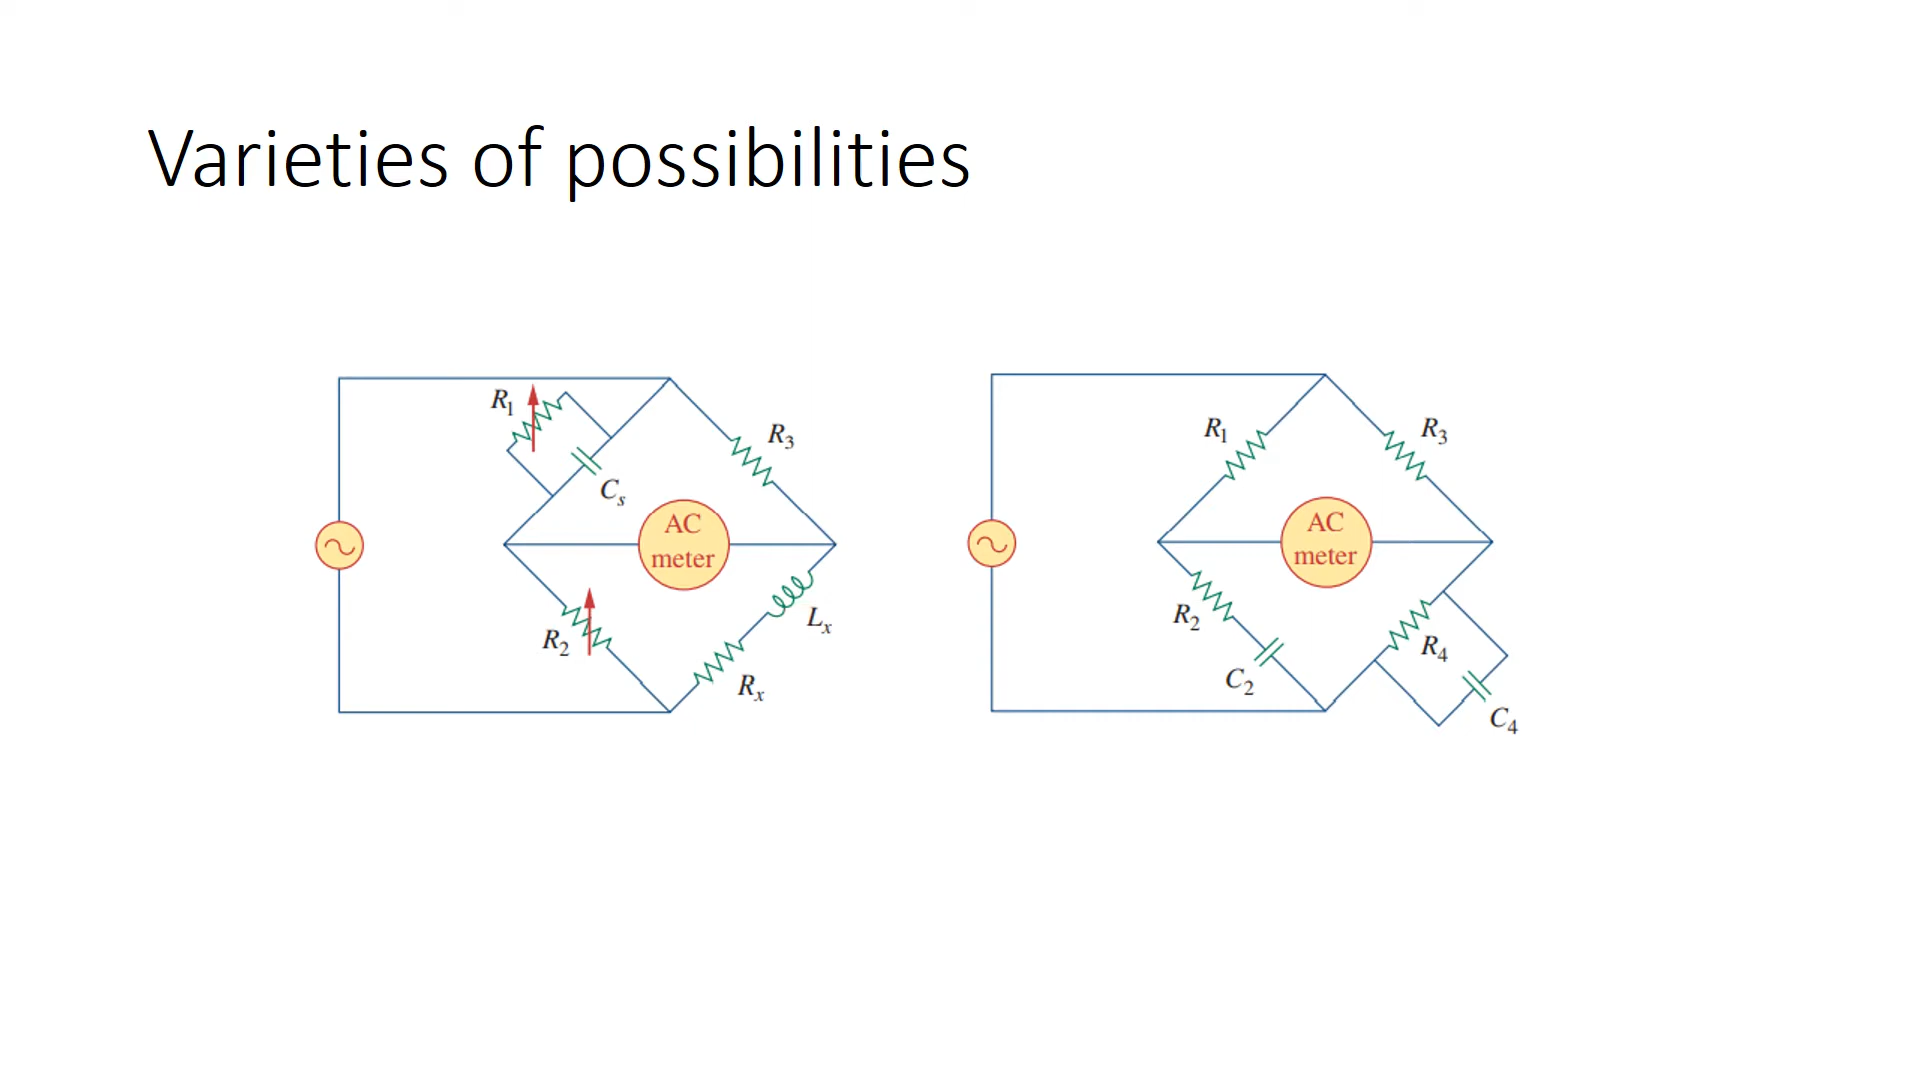 Varieties of possibilities
R₁
Cₛ
R₃
AC
meter
R₂
Lₓ
Rₓ
R₁
R₃
AC
meter
R₂
C₂
R₄
C₄